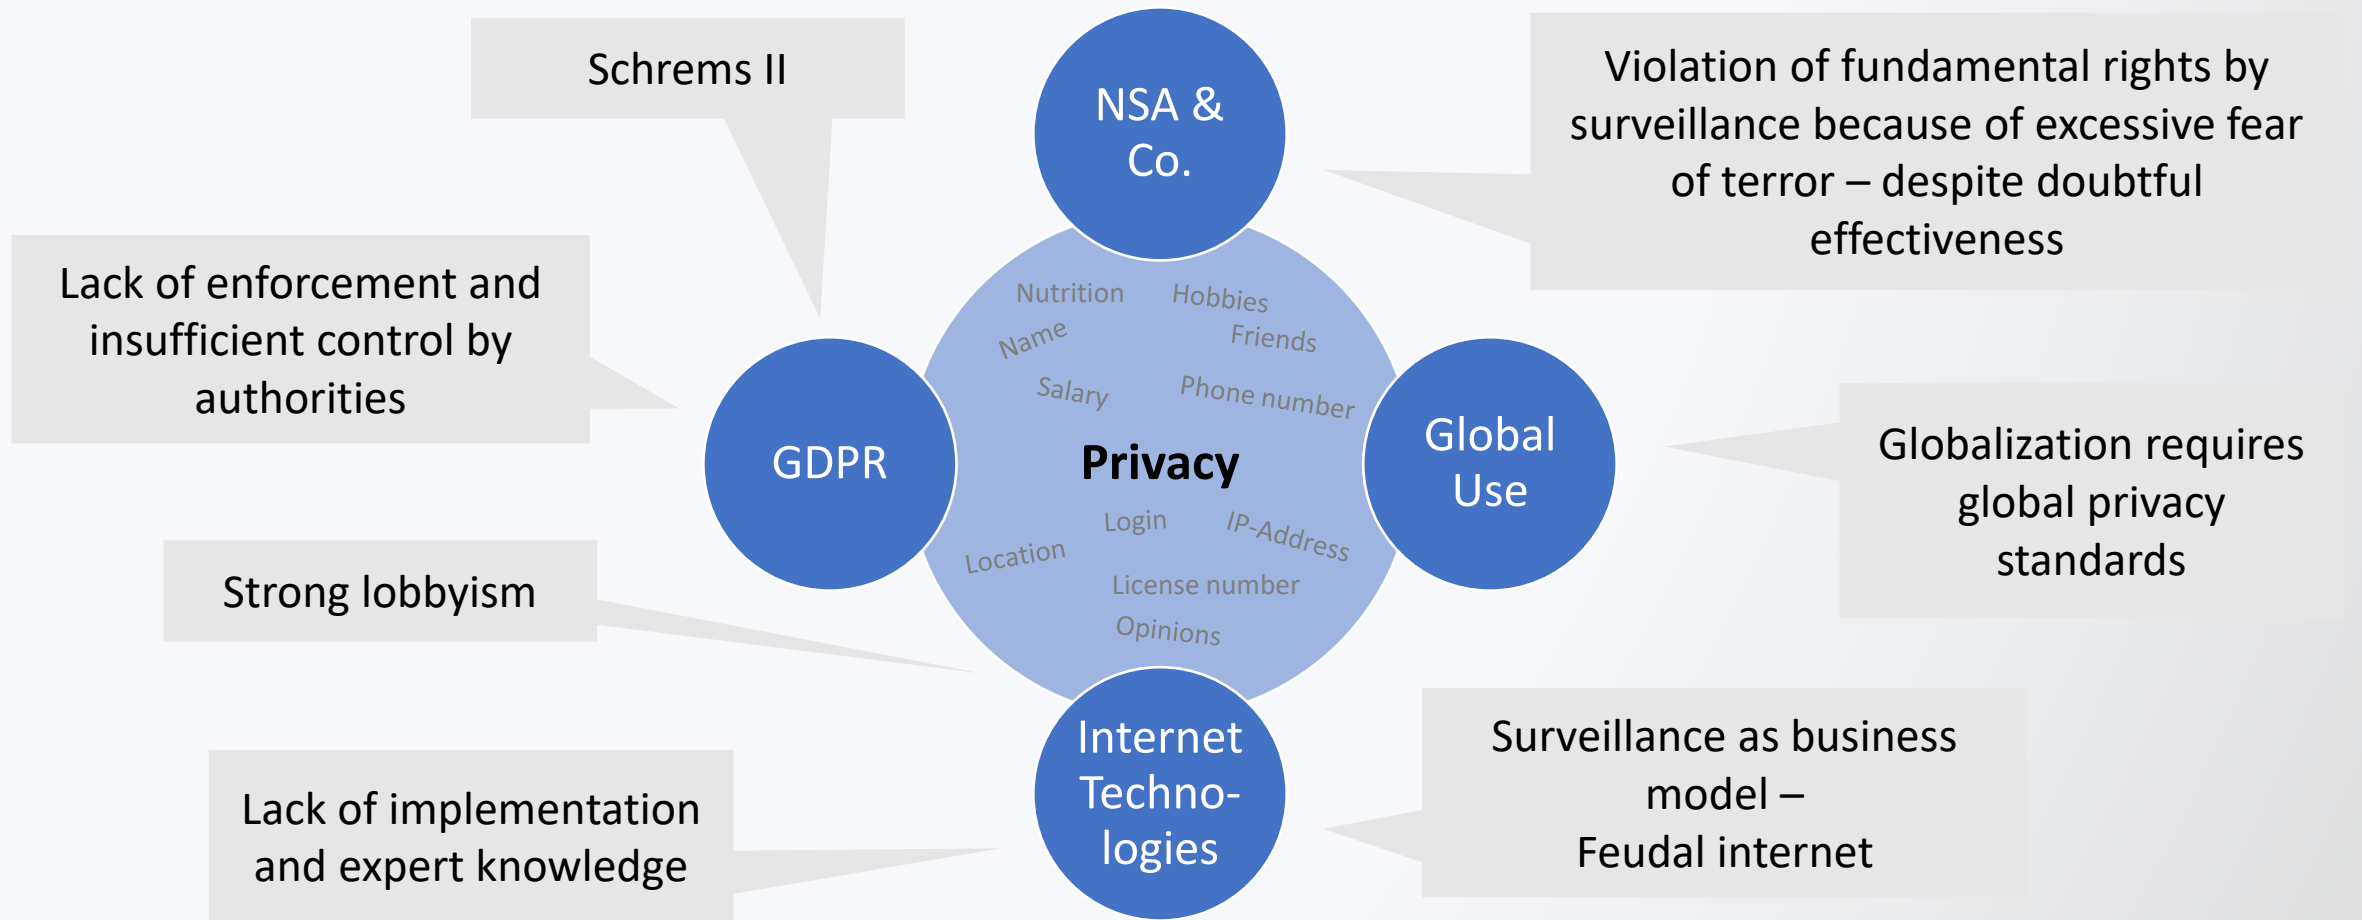 Schrems II
NSA &
Co.
Violation of fundamental rights by
surveillance because of excessive fear
of terror – despite doubtful
effectiveness
Lack of enforcement and
insufficient control by
authorities
Nutrition
Hobbies
Name
Friends
Salary
Phone number
GDPR
Privacy
Global
Use
Globalization requires
global privacy
standards
Login
IP-Address
Location
License number
Opinions
Strong lobbyism
Internet
Techno-
logies
Surveillance as business
model –
Feudal internet
Lack of implementation
and expert knowledge